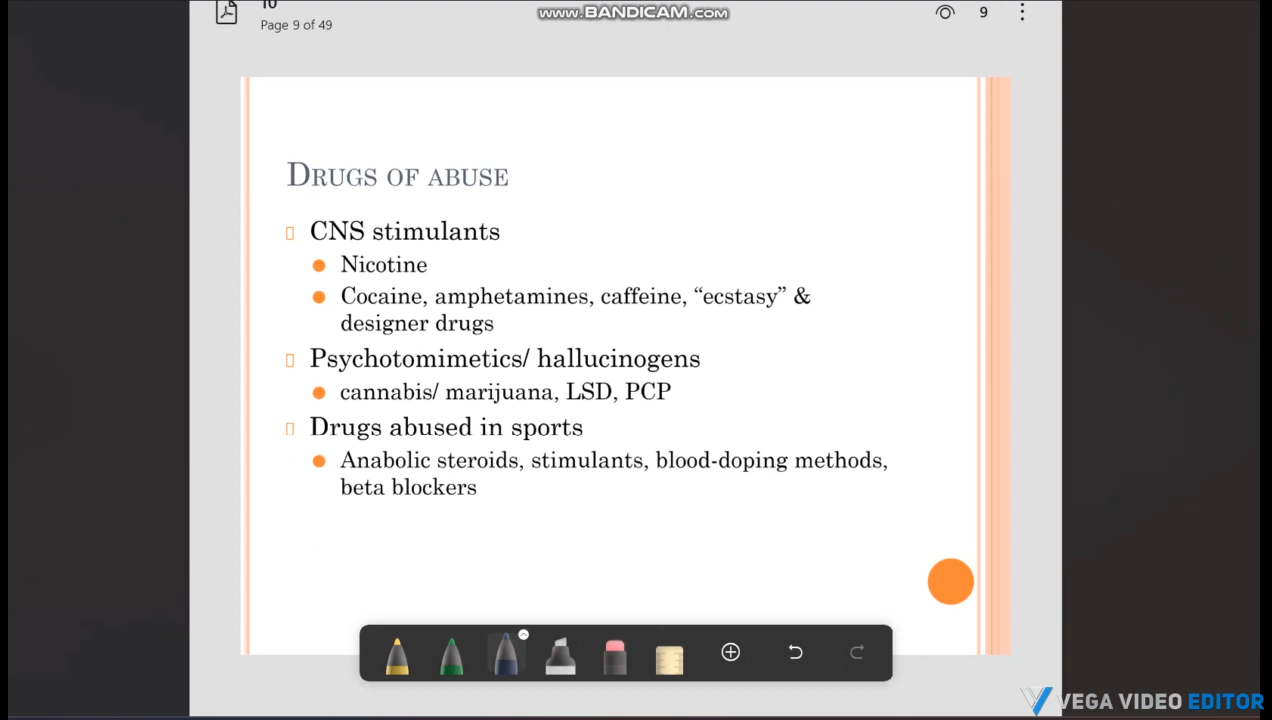 www.BANDICAM.com
Page 9 of 49
9
DRUGS OF ABUSE
CNS stimulants
Nicotine
Cocaine, amphetamines, caffeine, “ecstasy” &
designer drugs
Psychotomimetics/ hallucinogens
cannabis/ marijuana, LSD, PCP
Drugs abused in sports
Anabolic steroids, stimulants, blood-doping methods,
beta blockers
VEGA VIDEO EDITOR